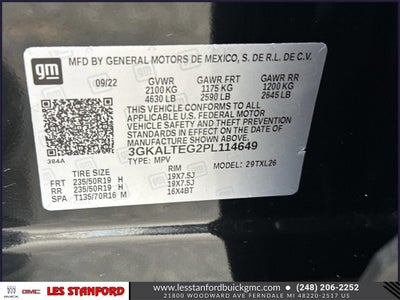 gm
MFD BY GENERAL MOTORS DE MEXICO, S. DE R.L. DE C.V.
09/22 GVWR GAWR FRT GAWR RR
2100 KG 1175 KG 1200 KG
4630 LB 2590 LB 2645 LB
THIS VEHICLE CONFORMS TO ALL
APPLICABLE U.S. FEDERAL MOTOR
VEHICLE SAFETY AND THEFT PREVENTION
STANDARDS IN EFFECT ON THE DATE OF
MANUFACTURE SHOWN ABOVE.
3GKALTEG2PL114649
384A TYPE: MPV MODEL: 29TXL26
TIRE SIZE RIM
FRT 235/50R19 H 19X7.5J
RR 235/50R19 H 19X7.5J
SPA T135/70R16 M 16X4BT
BUICK GMC LES STANFORD www.lesstanfordbuickgmc.com (248) 206-2252
21800 WOODWARD AVE FERNDALE MI 48220-2517 US